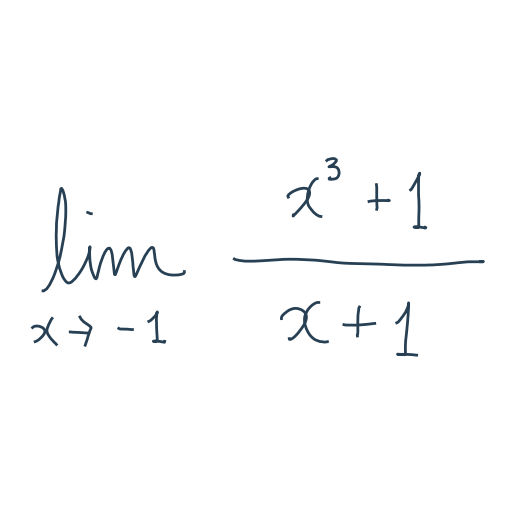 lim x³ + 1
x → -1 x + 1